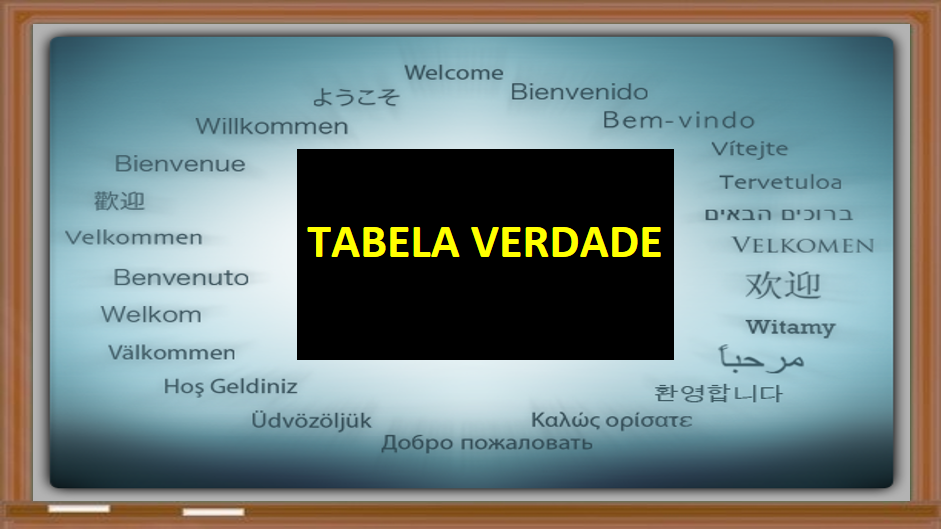 Welcome
ようこそ
Bienvenido
Willkommen
Bem-vindo
Vítejte
Bienvenue
Tervetuloa
歡迎
ברוכים הבאים
Velkommen
VELKOMEN
TABELA VERDADE
Benvenuto
欢迎
Welkom
Witamy
Välkommen
مرحباً
Hoş Geldiniz
환영합니다
Üdvözöljük
Καλώς ορίσατε
Добро пожаловать